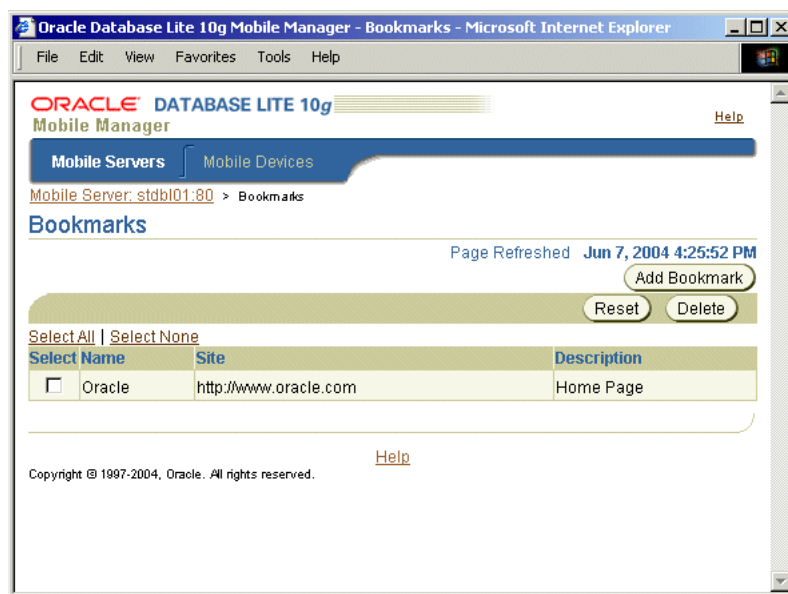 Oracle Database Lite 10g Mobile Manager - Bookmarks - Microsoft Internet Explorer
File Edit View Favorites Tools Help
ORACLE DATABASE LITE 10g
Mobile Manager
Help
Mobile Servers Mobile Devices
Mobile Server: stdbl01:80 > Bookmarks
Bookmarks
Page Refreshed Jun 7, 2004 4:25:52 PM
Add Bookmark
Reset Delete
Select All | Select None
Select Name Site Description
Oracle http://www.oracle.com Home Page
Help
Copyright © 1997-2004, Oracle. All rights reserved.